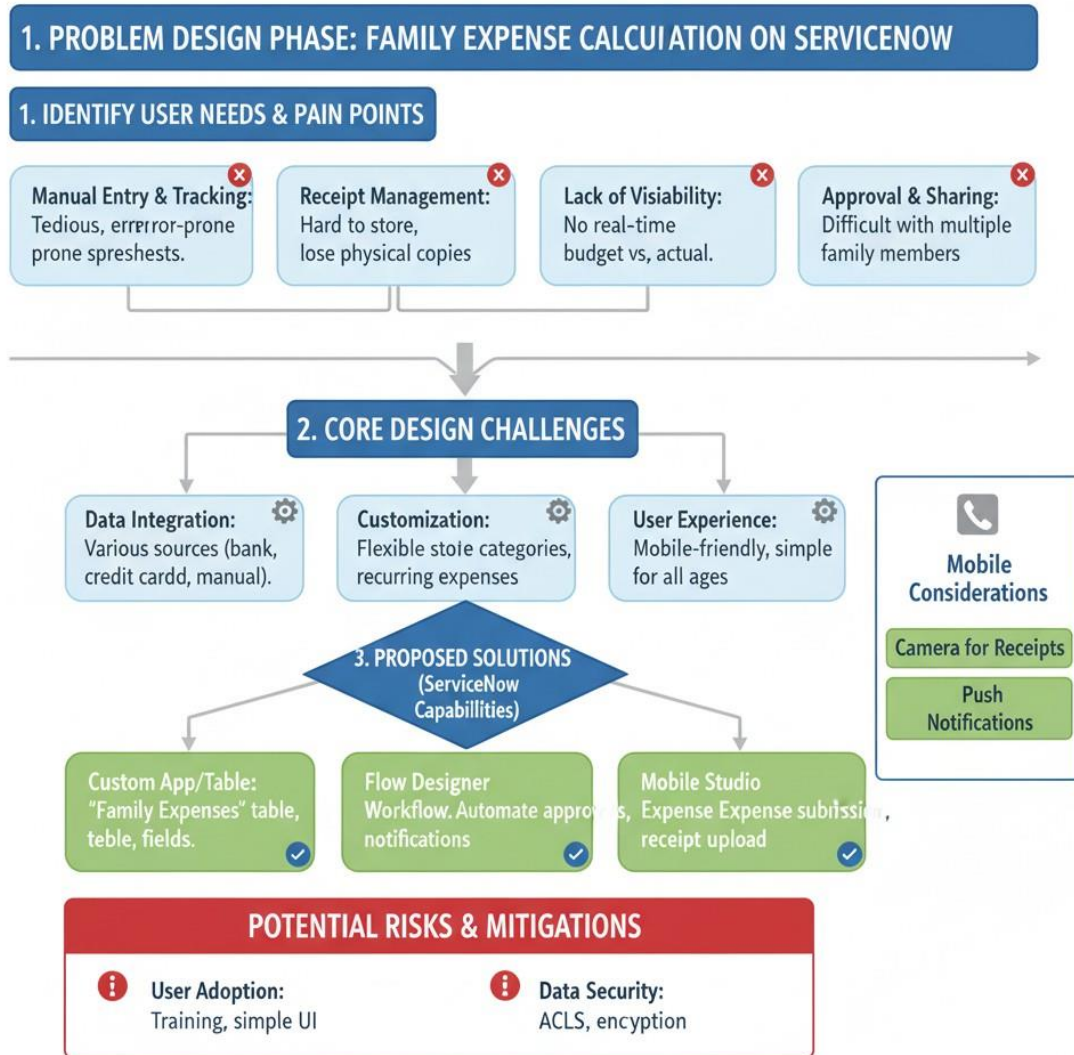 1. PROBLEM DESIGN PHASE: FAMILY EXPENSE CALCUIATION ON SERVICENOW
1. IDENTIFY USER NEEDS & PAIN POINTS
Manual Entry & Tracking:
Tedious, errеrror-prone
prone spreshests.
Receipt Management:
Hard to store,
lose physical copies
Lack of Visiability:
No real-time
budget vs, actual.
Approval & Sharing:
Difficult with multiple
family members
2. CORE DESIGN CHALLENGES
Data Integration:
Various sources (bank,
credit cardd, manual).
Customization:
Flexible stoie categories,
recurring expenses
User Experience:
Mobile-friendly, simple
for all ages
Mobile
Considerations
Camera for Receipts
Push
Notifications
3. PROPOSED SOLUTIONS
(ServiceNow
Capabillities)
Custom App/Table:
"Family Expenses" table,
teble, fields.
Flow Designer
Workflow. Automate
notifications
Mobile Studio
Expense Expense
receipt upload
POTENTIAL RISKS & MITIGATIONS
User Adoption:
Training, simple UI
Data Security:
ACLS, encyption